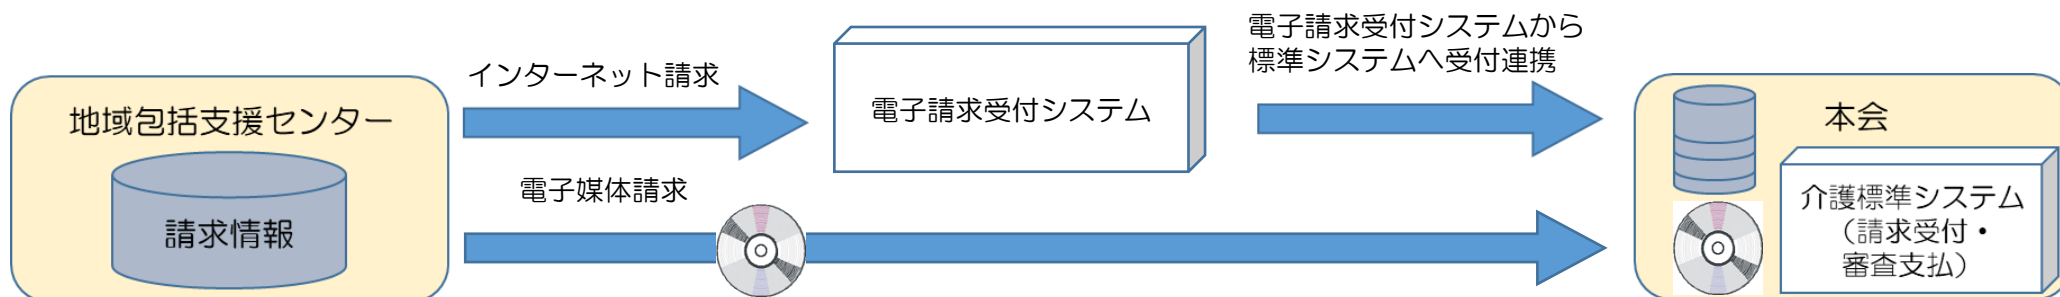 地域包括支援センター
請求情報
インターネット請求
電子請求受付システム
電子請求受付システムから
標準システムへ受付連携
電子媒体請求
本会
介護標準システム
（請求受付・
審査支払）